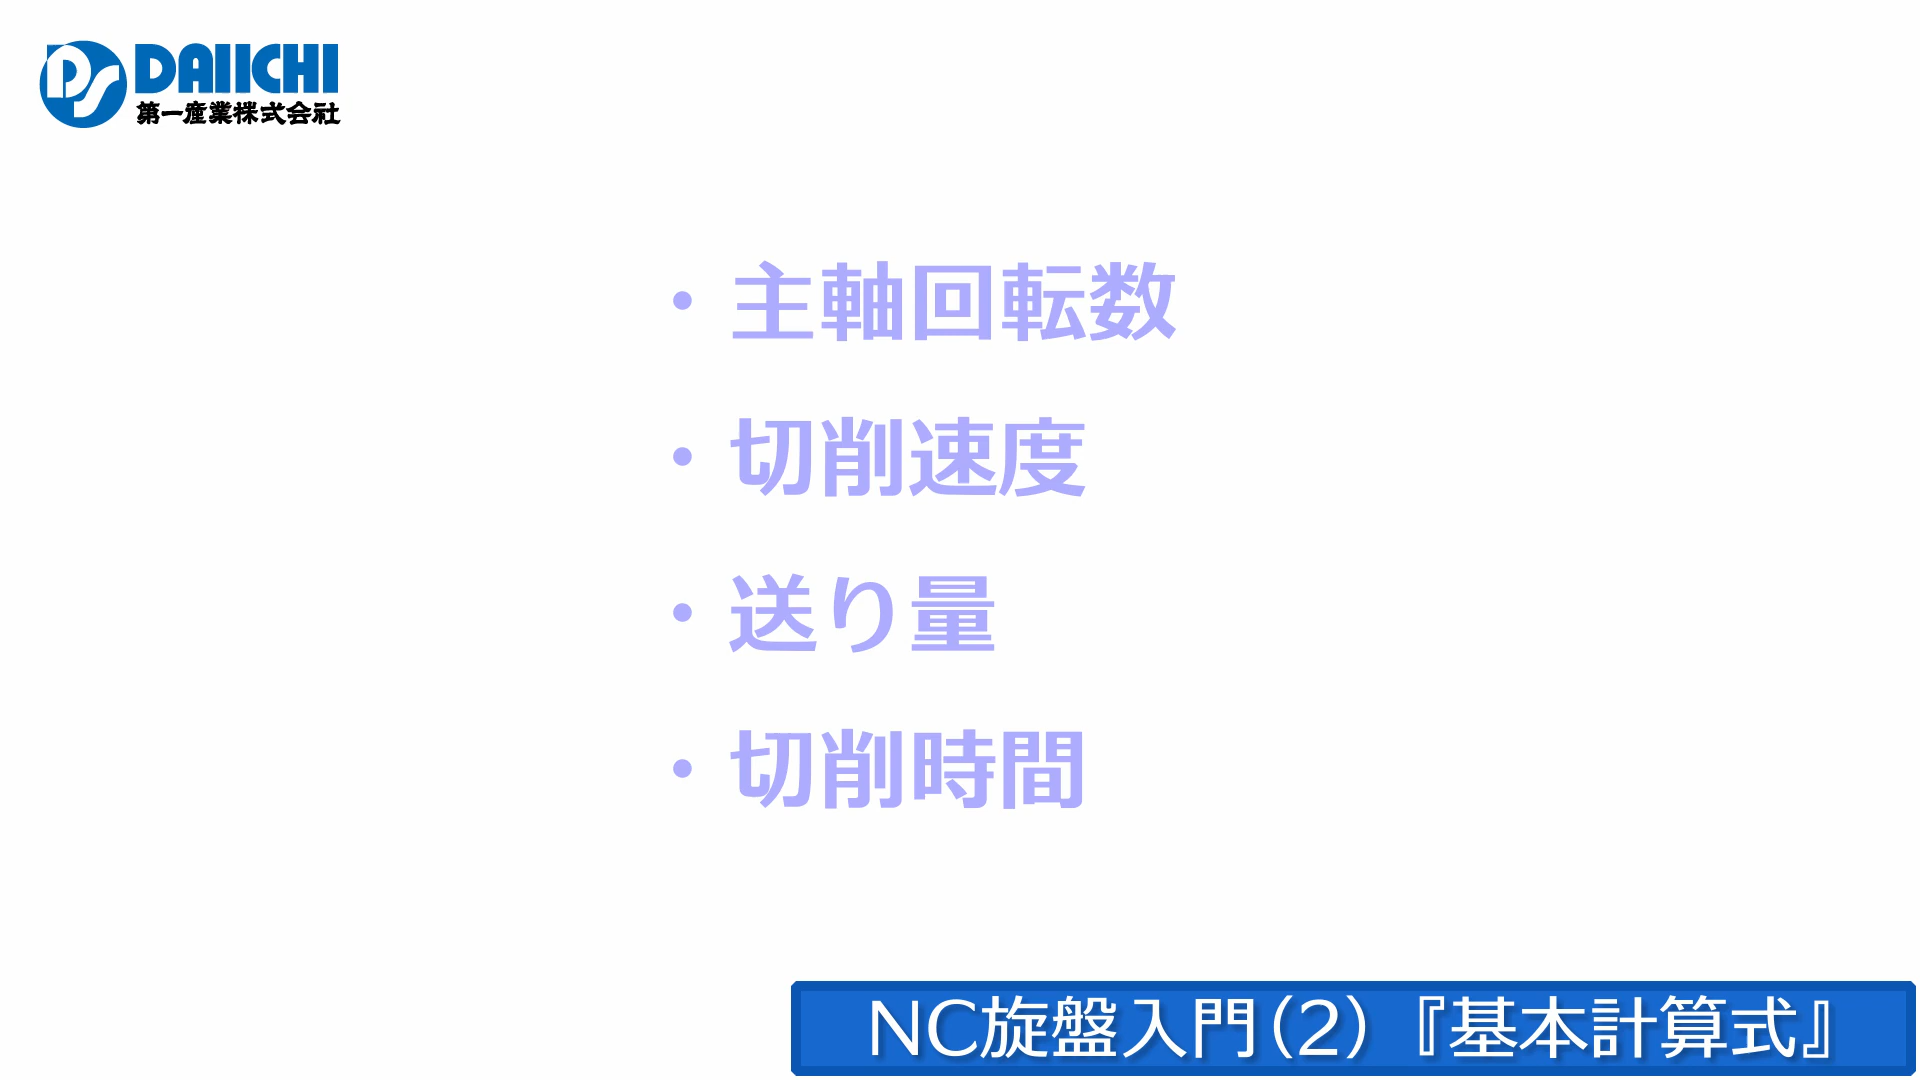 DAIICHI
第一産業株式会社
・主軸回転数
・切削速度
・送り量
・切削時間
NC旋盤入門(2)『基本計算式』